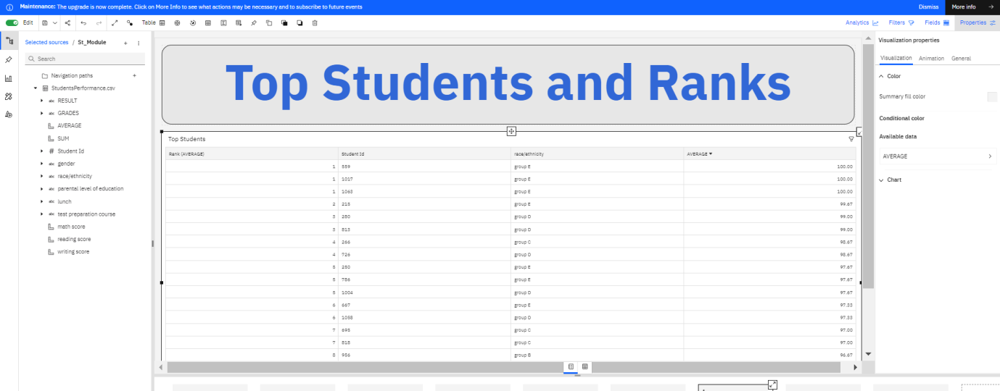 Maintenance: The upgrade is now complete. Click on More Info to see what actions may be necessary and to subscribe to future events
Dismiss
More info
Edit
Table
Analytics
Filters
Fields
Properties
Selected sources / St_Module
Search
Navigation paths
StudentsPerformance.csv
abc RESULT
abc GRADES
AVERAGE
SUM
# Student Id
abc gender
abc race/ethnicity
abc parental level of education
abc lunch
abc test preparation course
math score
reading score
writing score
Top Students and Ranks
Top Students
Rank (AVERAGE) Student Id race/ethnicity AVERAGE
1 559 group E 100.00
1 1017 group E 100.00
1 1063 group E 100.00
2 215 group E 99.67
3 250 group D 99.00
3 813 group D 99.00
4 266 group C 98.67
4 726 group D 98.67
5 280 group E 97.67
5 786 group E 97.67
5 1004 group D 97.67
6 667 group E 97.33
6 1058 group D 97.33
7 695 group C 97.00
7 818 group C 97.00
8 956 group B 96.67
Visualization properties
Visualization Animation General
Color
Summary fill color
Conditional color
Available data
AVERAGE
Chart